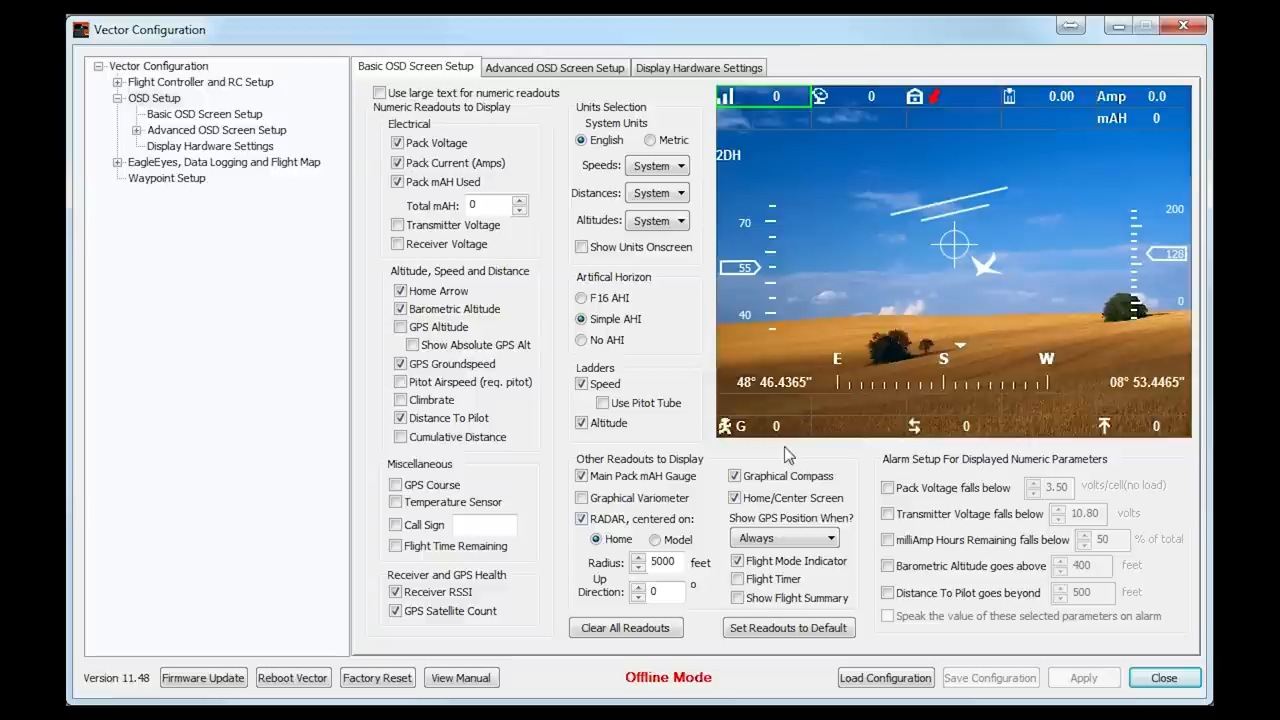 Vector Configuration
Vector Configuration
Flight Controller and RC Setup
OSD Setup
Basic OSD Screen Setup
Advanced OSD Screen Setup
Display Hardware Settings
EagleEyes, Data Logging and Flight Map
Waypoint Setup
Basic OSD Screen Setup
Advanced OSD Screen Setup
Display Hardware Settings
Use large text for numeric readouts
Numeric Readouts to Display
Electrical
Pack Voltage
Pack Current (Amps)
Pack mAH Used
Total mAH: 0
Transmitter Voltage
Receiver Voltage
Altitude, Speed and Distance
Home Arrow
Barometric Altitude
GPS Altitude
Show Absolute GPS Alt
GPS Groundspeed
Pitot Airspeed (req. pitot)
Climbrate
Distance To Pilot
Cumulative Distance
Miscellaneous
GPS Course
Temperature Sensor
Call Sign
Flight Time Remaining
Receiver and GPS Health
Receiver RSSI
GPS Satellite Count
Units Selection
System Units
English Metric
Speeds: System
Distances: System
Altitudes: System
Show Units Onscreen
Artifical Horizon
F16 AHI
Simple AHI
No AHI
Ladders
Speed
Use Pitot Tube
Altitude
0 0 0.00 Amp 0.0
mAH 0
2DH
70
55
40
200
128
0
E S W
48° 46.4365" 08° 53.4465"
G 0 0 0
Other Readouts to Display
Main Pack mAH Gauge
Graphical Variometer
RADAR, centered on:
Home Model
Radius: 5000 feet
Up
Direction: 0 °
Graphical Compass
Home/Center Screen
Show GPS Position When?
Always
Flight Mode Indicator
Flight Timer
Show Flight Summary
Clear All Readouts
Set Readouts to Default
Alarm Setup For Displayed Numeric Parameters
Pack Voltage falls below 3.50 volts/cell(no load)
Transmitter Voltage falls below 10.80 volts
milliAmp Hours Remaining falls below 50 % of total
Barometric Altitude goes above 400 feet
Distance To Pilot goes beyond 500 feet
Speak the value of these selected parameters on alarm
Version 11.48
Firmware Update
Reboot Vector
Factory Reset
View Manual
Offline Mode
Load Configuration
Save Configuration
Apply
Close